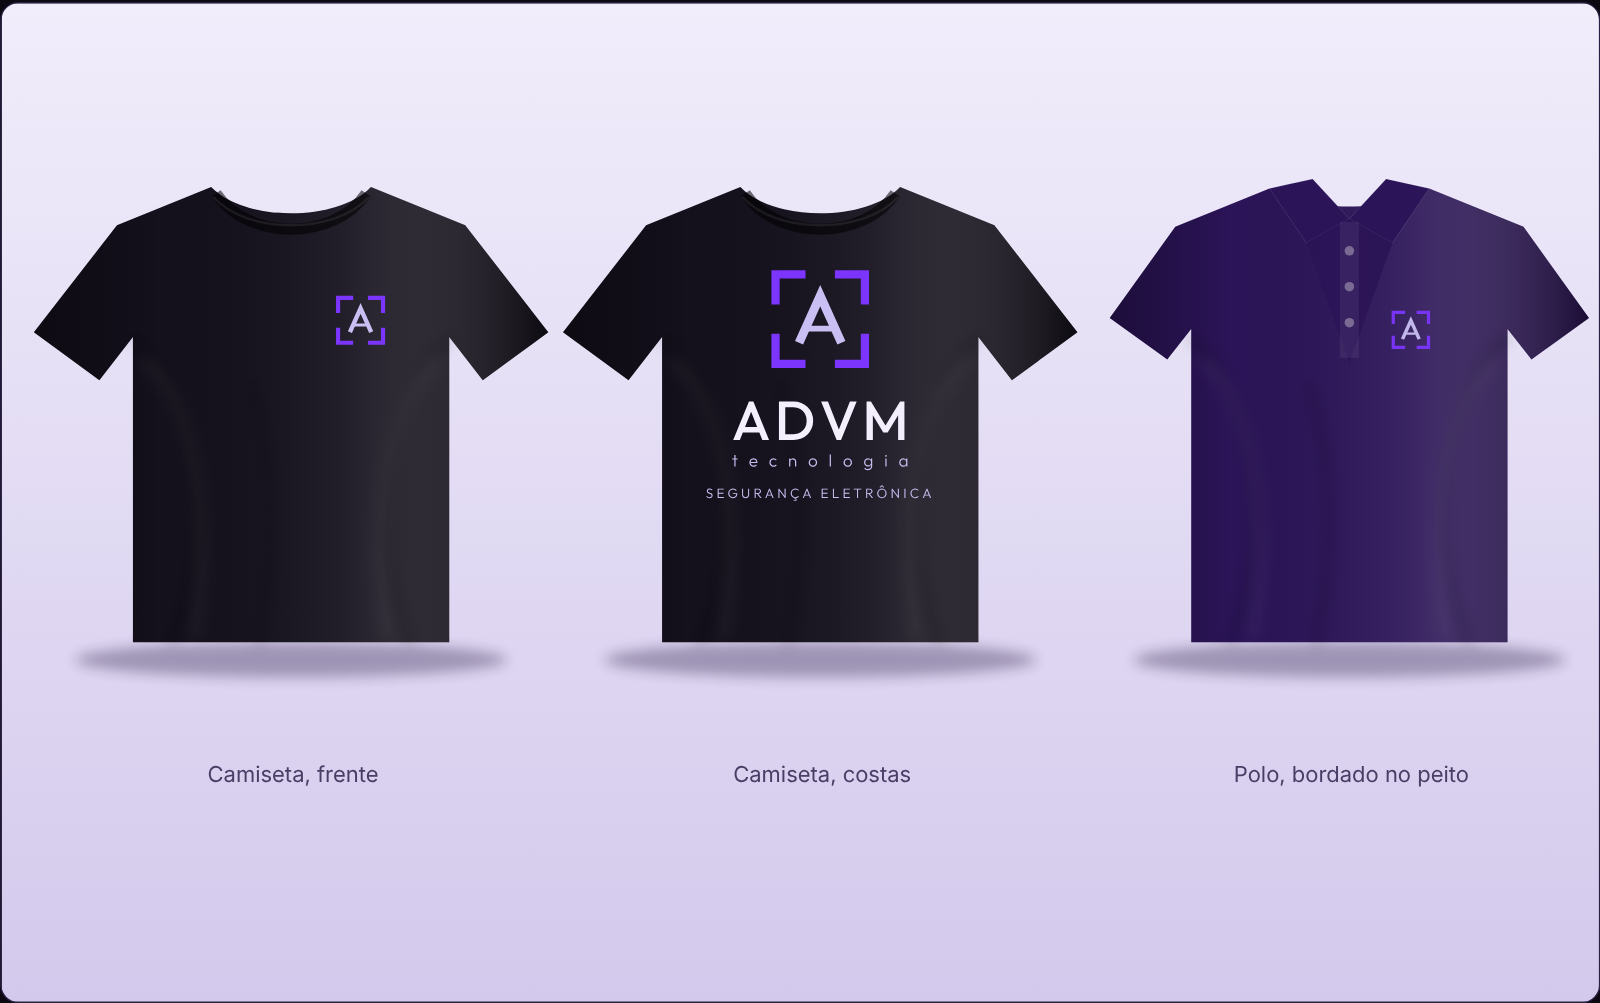 A
A
ADVM
tecnologia
SEGURANÇA ELETRÔNICA
A
Camiseta, frente
Camiseta, costas
Polo, bordado no peito